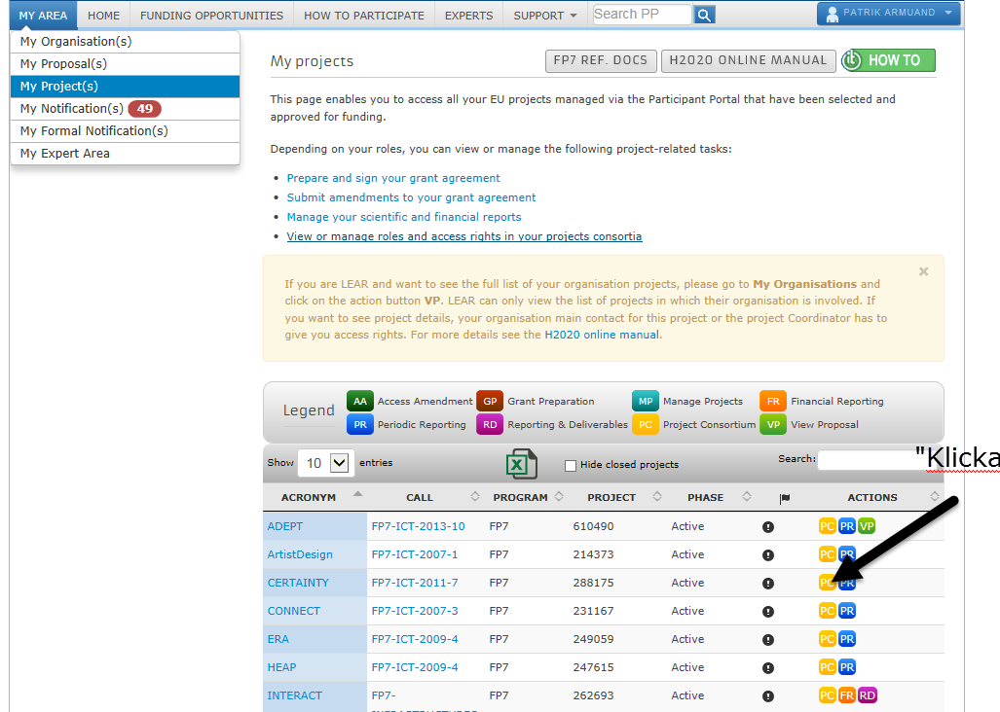 MY AREA HOME FUNDING OPPORTUNITIES HOW TO PARTICIPATE EXPERTS SUPPORT Search PP PATRIK ARMUAND
My Organisation(s)
My Proposal(s)
My Project(s)
My Notification(s) 49
My Formal Notification(s)
My Expert Area
My projects FP7 REF. DOCS H2020 ONLINE MANUAL it HOW TO
This page enables you to access all your EU projects managed via the Participant Portal that have been selected and
approved for funding.
Depending on your roles, you can view or manage the following project-related tasks:
• Prepare and sign your grant agreement
• Submit amendments to your grant agreement
• Manage your scientific and financial reports
• View or manage roles and access rights in your projects consortia
If you are LEAR and want to see the full list of your organisation projects, please go to My Organisations and
click on the action button VP. LEAR can only view the list of projects in which their organisation is involved. If
you want to see project details, your organisation main contact for this project or the project Coordinator has to
give you access rights. For more details see the H2020 online manual.
Legend
AA Access Amendment GP Grant Preparation MP Manage Projects FR Financial Reporting
PR Periodic Reporting RD Reporting & Deliverables PC Project Consortium VP View Proposal
Show 10 entries Hide closed projects Search:
"Klicka
ACRONYM CALL PROGRAM PROJECT PHASE ACTIONS
ADEPT FP7-ICT-2013-10 FP7 610490 Active PC PR VP
ArtistDesign FP7-ICT-2007-1 FP7 214373 Active PC PR
CERTAINTY FP7-ICT-2011-7 FP7 288175 Active PC PR
CONNECT FP7-ICT-2007-3 FP7 231167 Active PC PR
ERA FP7-ICT-2009-4 FP7 249059 Active PC PR
HEAP FP7-ICT-2009-4 FP7 247615 Active PC PR
INTERACT FP7- FP7 262693 Active PC FR RD